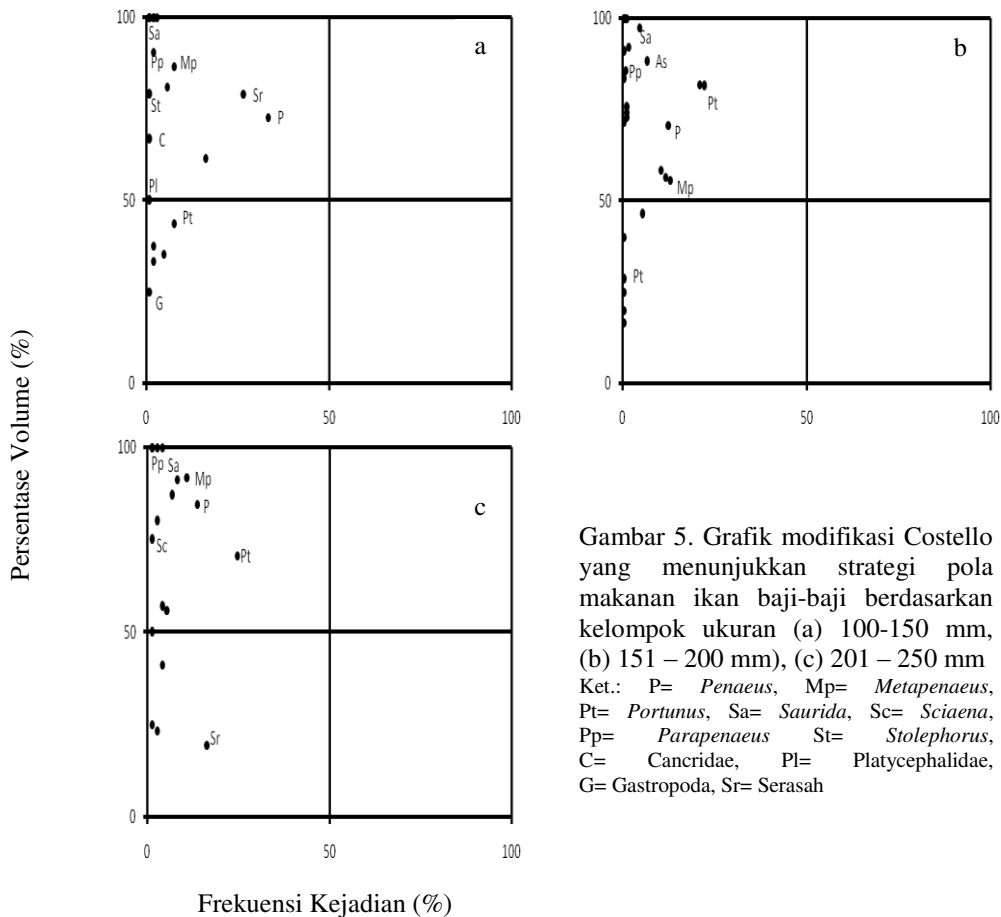 Persentase Volume (%)
100
50
0
0
50
100
a
Sa
Pp
Mp
St
Sr
P
C
Pl
Pt
G
100
50
0
0
50
100
b
Sa
As
Pp
Pt
P
Mp
Pt
100
50
0
0
50
100
c
Pp
Sa
Mp
P
Sc
Pt
Sr
Frekuensi Kejadian (%)
Gambar 5. Grafik modifikasi Costello
yang menunjukkan strategi pola
makanan ikan baji-baji berdasarkan
kelompok ukuran (a) 100-150 mm,
(b) 151 – 200 mm), (c) 201 – 250 mm
Ket.: P= Penaeus, Mp= Metapenaeus,
Pt= Portunus, Sa= Saurida, Sc= Sciaena,
Pp= Parapenaeus St= Stolephorus,
C= Cancridae, Pl= Platycephalidae,
G= Gastropoda, Sr= Serasah